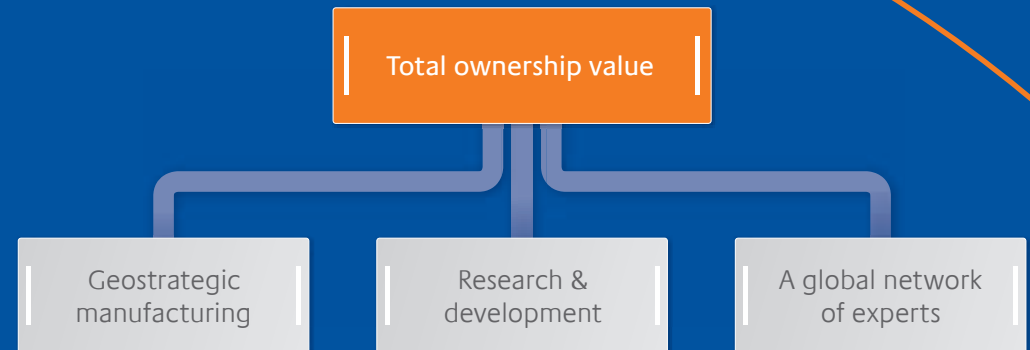 Total ownership value
Geostrategic
manufacturing
Research &
development
A global network
of experts